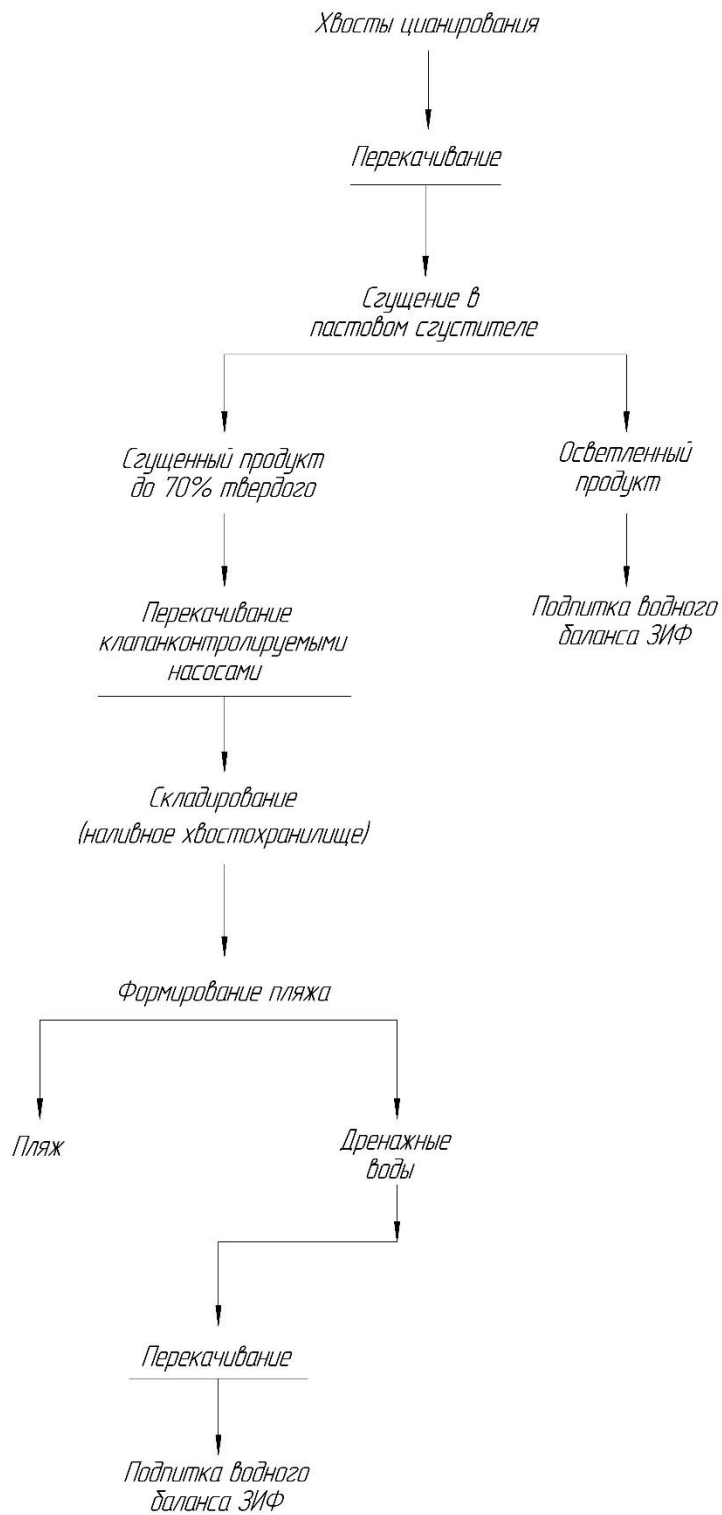 Хвосты цианирования
Перекачивание
Сгущение в
пастовом сгустителе
Сгущенный продукт
до 70% твердого
Осветленный
продукт
Перекачивание
клапанконтролируемыми
насосами
Подпитка водного
баланса ЗИФ
Складирование
(наливное хвостохранилище)
Формирование пляжа
Пляж
Дренажные
воды
Перекачивание
Подпитка водного
баланса ЗИФ